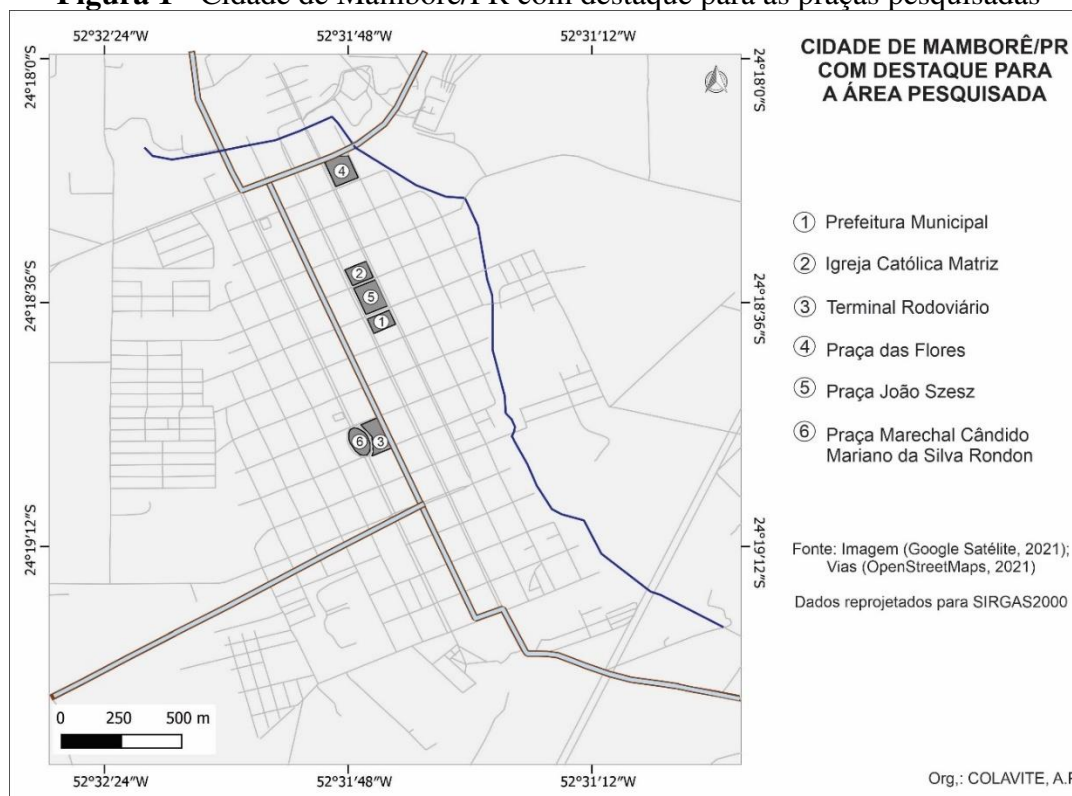 Figura 1 - Cidade de Mamborê/PR com destaque para as praças pesquisadas
52°32′24″W 52°31′48″W 52°31′12″W
24°18′0″S
24°18′36″S
24°19′12″S
4
2
5
1
6
3
0 250 500 m
24°18′0″S
24°18′36″S
24°19′12″S
52°32′24″W 52°31′48″W 52°31′12″W
CIDADE DE MAMBORÊ/PR
COM DESTAQUE PARA
A ÁREA PESQUISADA
1 Prefeitura Municipal
2 Igreja Católica Matriz
3 Terminal Rodoviário
4 Praça das Flores
5 Praça João Szesz
6 Praça Marechal Cândido
Mariano da Silva Rondon
Fonte: Imagem (Google Satélite, 2021);
Vias (OpenStreetMaps, 2021)
Dados reprojetados para SIRGAS2000
Org,: COLAVITE, A.P